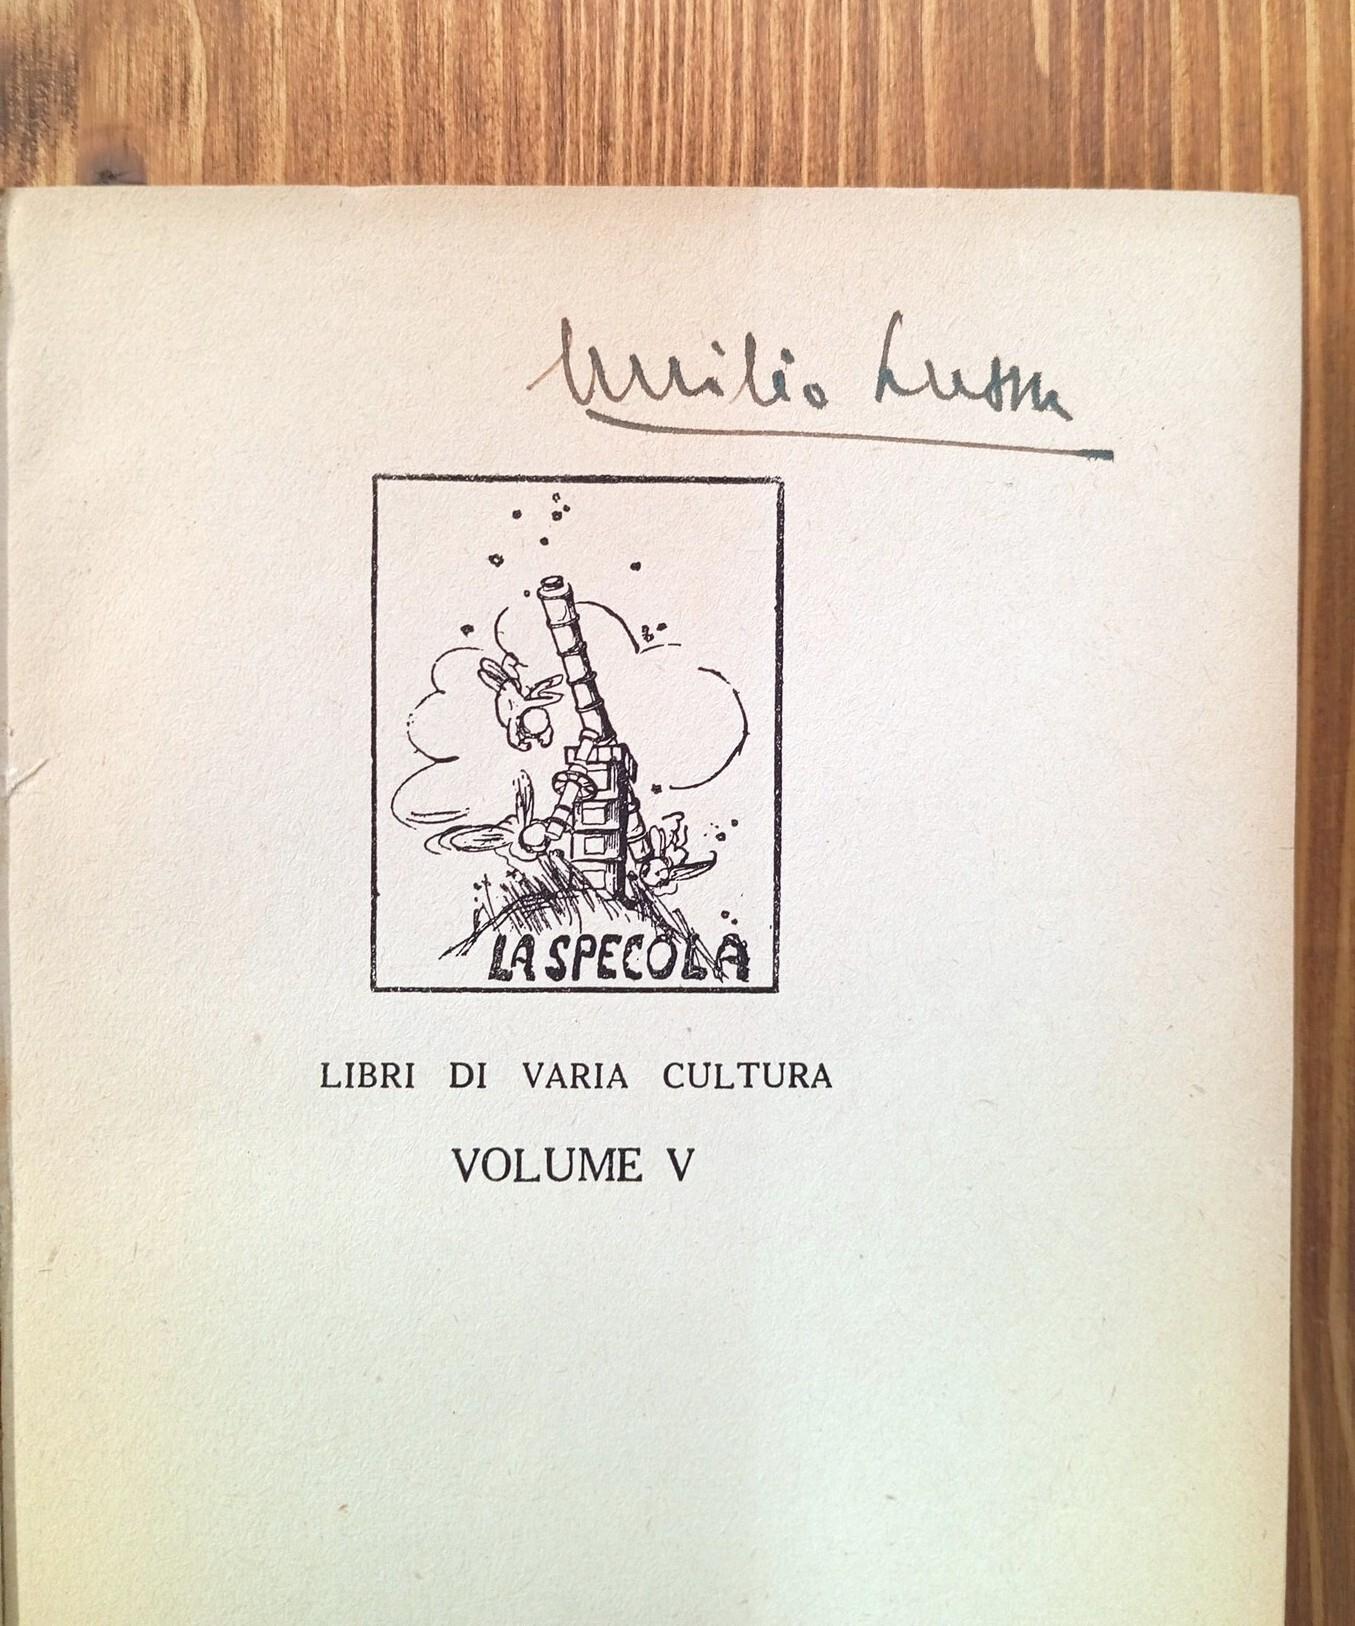 Emilio Lussu
LA SPECOLA
LIBRI DI VARIA CULTURA
VOLUME V